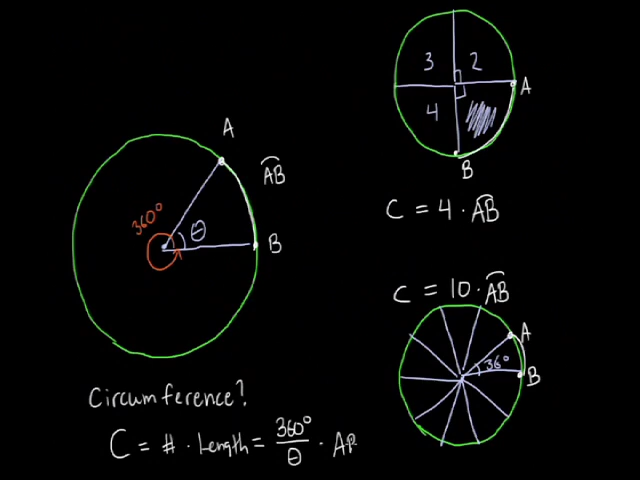 A
⌢AB
360°
θ
B
Circumference?
C = # · Length = 360°/θ · AB
3 2
4
A
B
C = 4 · ⌢AB
C = 10 · ⌢AB
A
36°
B